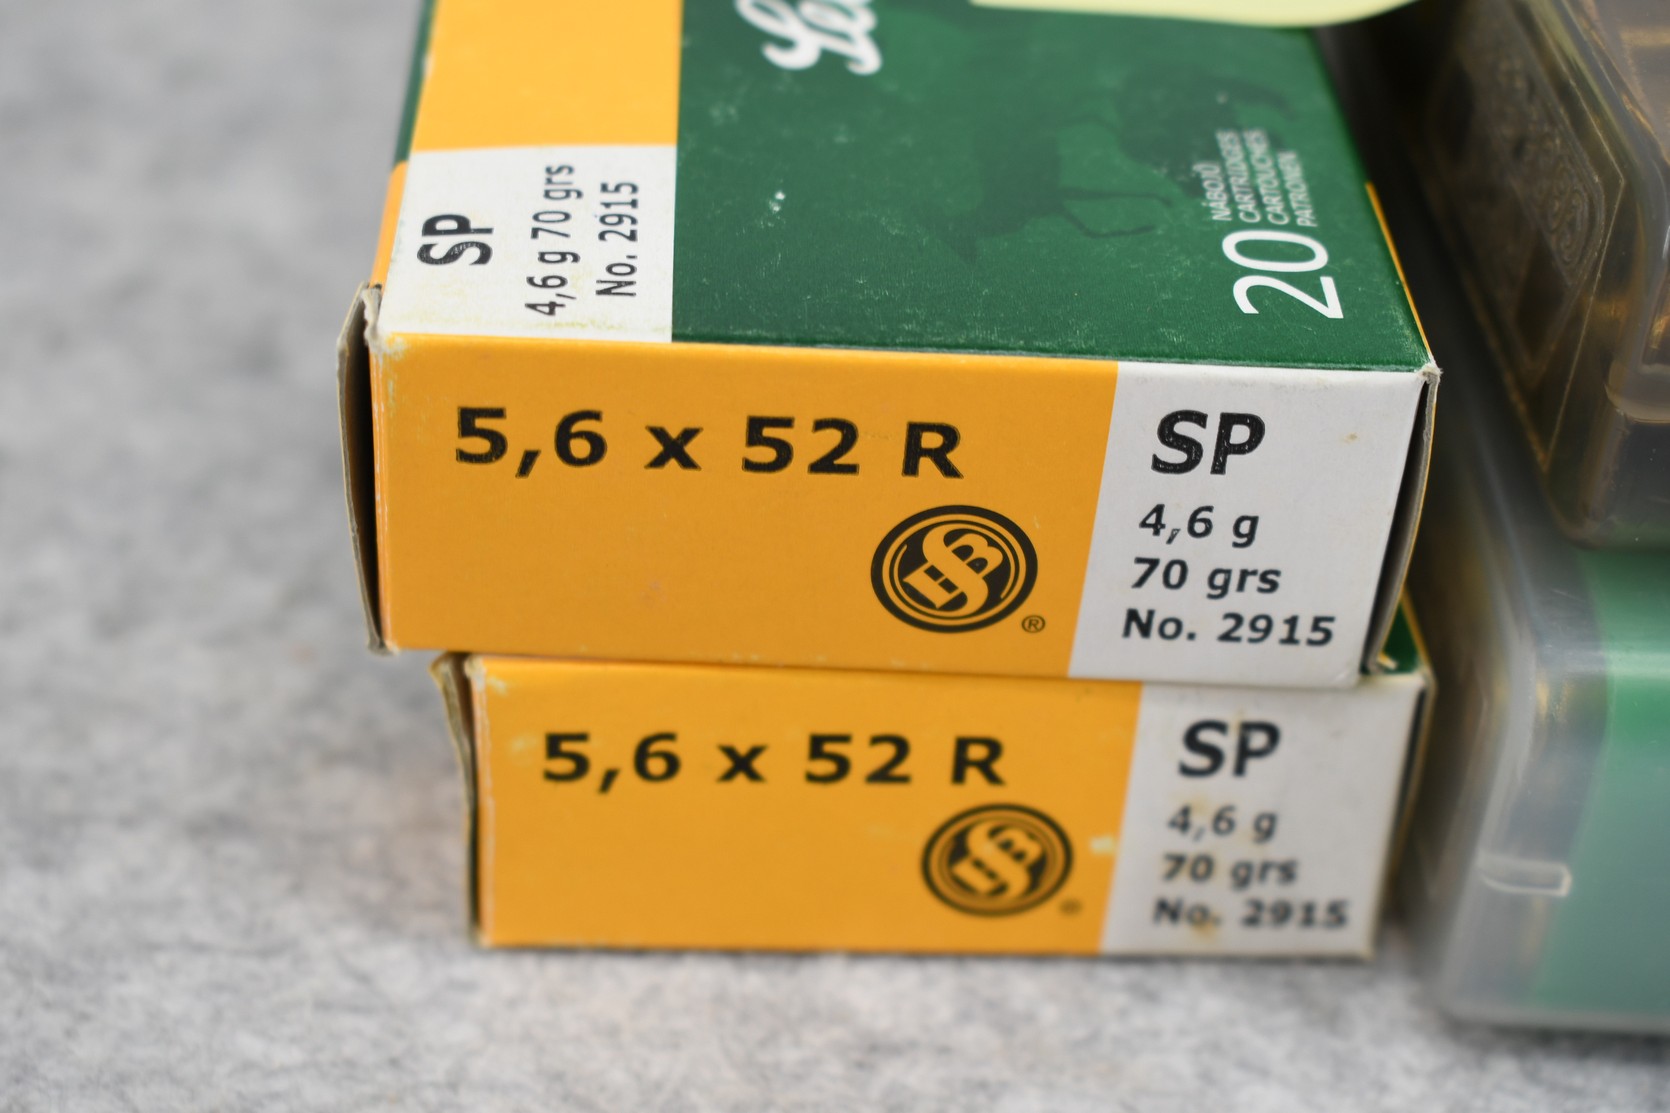 SP
4,6 g 70 grs
No. 2915
20
NÁBOJŮ
CARTRIDGES
CARTOUCHES
PATRONEN
5,6 x 52 R
SP
4,6 g
70 grs
No. 2915
®
5,6 x 52 R
SP
4,6 g
70 grs
No. 2915
®